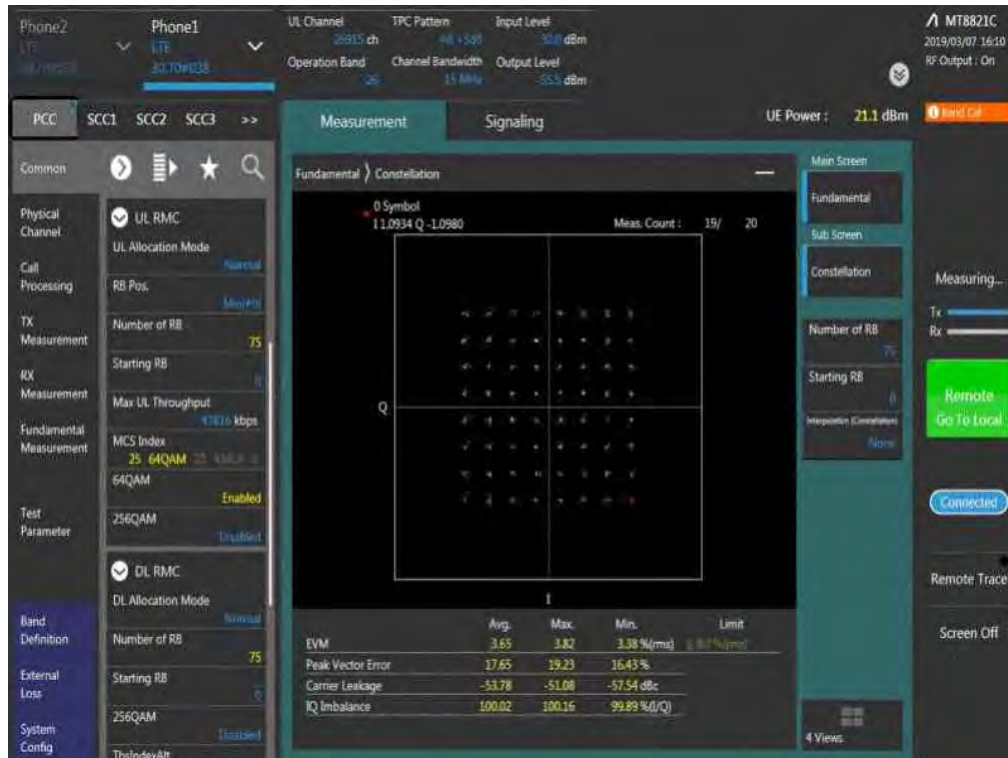 Phone2
LTE
Phone1
LTE
UL Channel
ch
TPC Pattern
Input Level
dBm
Operation Band
26
Channel Bandwidth
15 MHz
Output Level
-55.5 dBm
MT8821C
2019/03/07 16:10
RF Output : On
PCC SCC1 SCC2 SCC3 >>
Measurement Signaling
UE Power : 21.1 dBm
Common
Physical
Channel
Call
Processing
TX
Measurement
RX
Measurement
Fundamental
Measurement
Test
Parameter
Band
Definition
External
Loss
System
Config
UL RMC
UL Allocation Mode
Normal
RB Pos.
Number of RB
75
Starting RB
0
Max UL Throughput
kbps
MCS Index
25 64QAM
64QAM
Enabled
256QAM
Disabled
DL RMC
DL Allocation Mode
Normal
Number of RB
75
Starting RB
0
256QAM
Disabled
TbsIndexAlt
Fundamental > Constellation
0 Symbol
I 1.0934 Q -1.0980
Meas. Count : 19/ 20
Q
I
Avg. Max. Min. Limit
EVM 3.65 3.82 3.38 %(rms)
Peak Vector Error 17.65 19.23 16.43 %
Carrier Leakage -53.78 -51.08 -57.54 dBc
IQ Imbalance 100.02 100.16 99.89 %(I/Q)
Main Screen
Fundamental
Sub Screen
Constellation
Number of RB
75
Starting RB
0
Interpolation (Constellation)
None
4 Views
Measuring...
Tx
Rx
Remote
Go To Local
Connected
Remote Trace
Screen Off